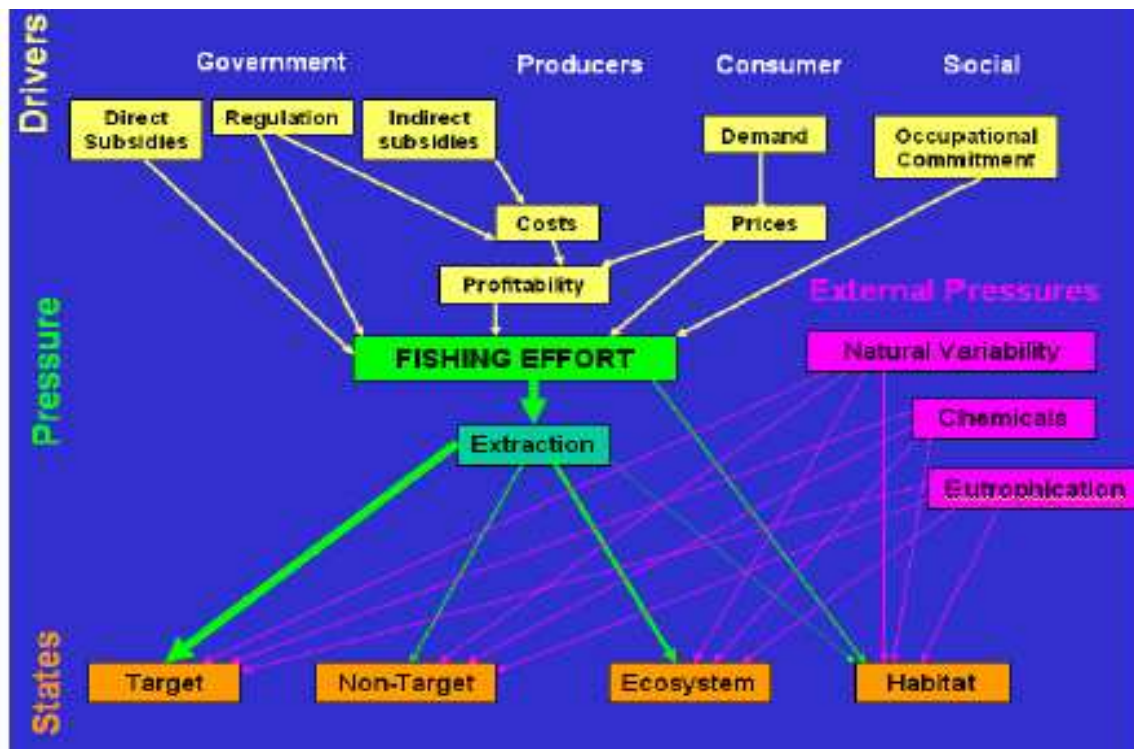 Drivers
Government
Producers
Consumer
Social
Direct
Subsidies
Regulation
Indirect
subsidies
Demand
Occupational
Commitment
Costs
Prices
Profitability
External Pressures
Pressure
FISHING EFFORT
Natural Variability
Chemicals
Extraction
Eutrophication
States
Target
Non-Target
Ecosystem
Habitat